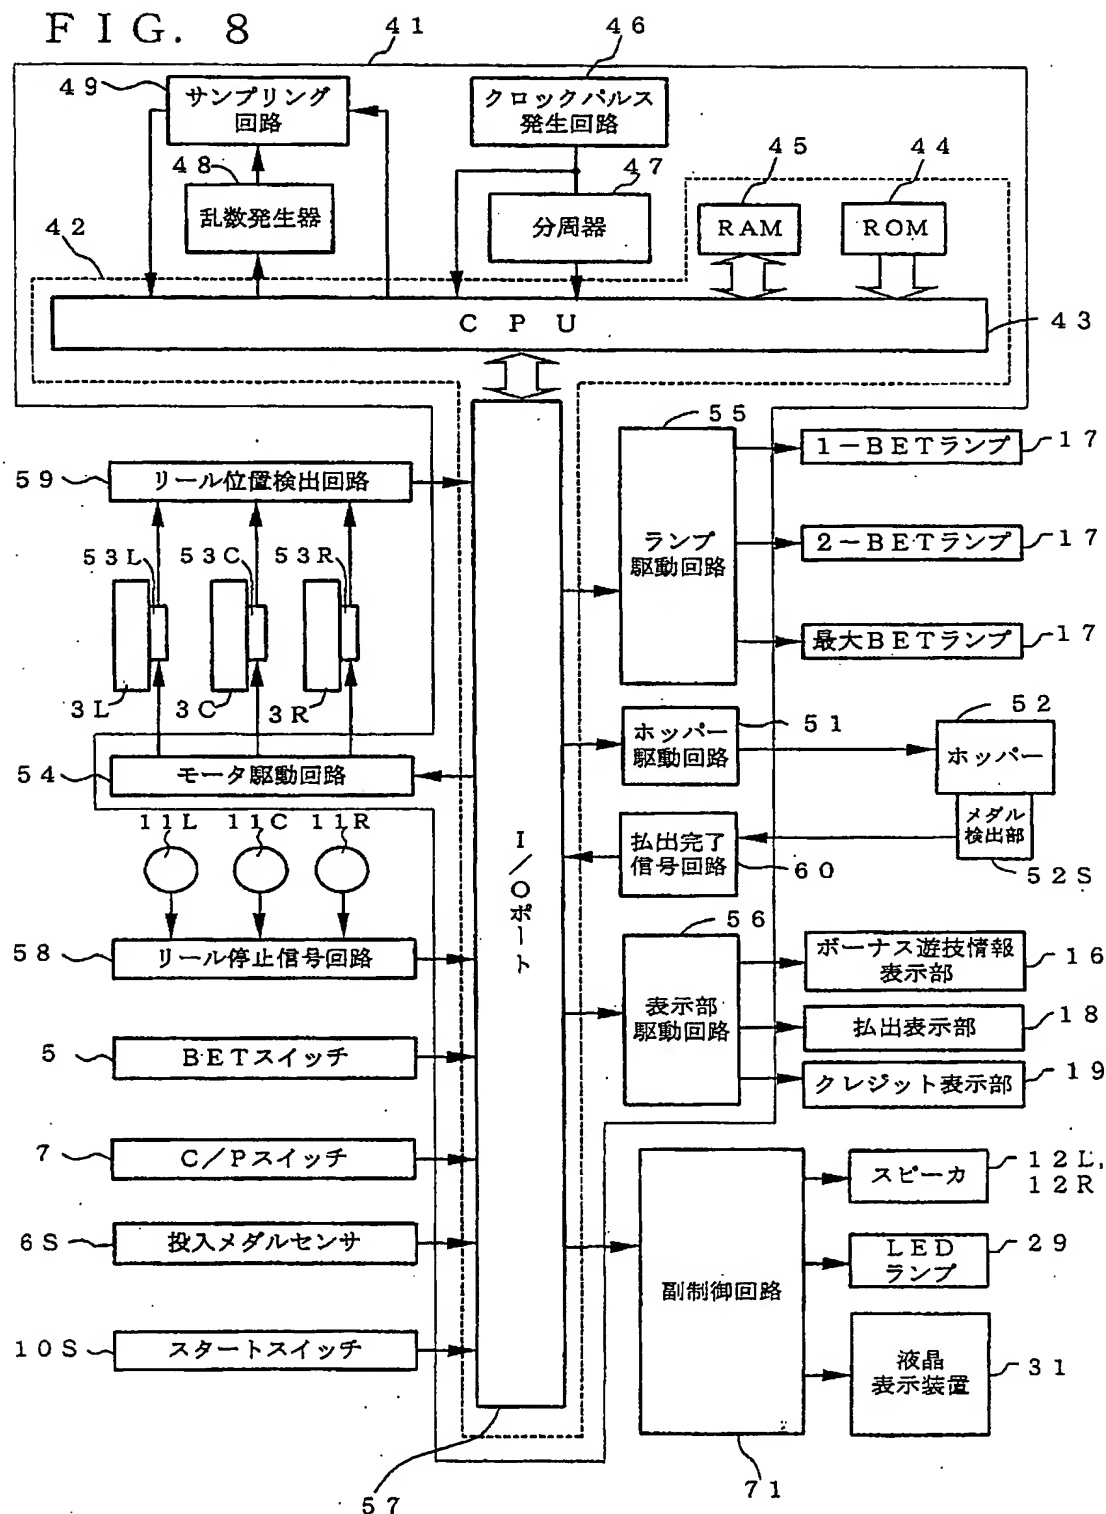 FIG. 8
41
46
49
サンプリング
回路
クロックパルス
発生回路
48
47
45
44
乱数発生器
分周器
RAM
ROM
42
CPU
43
55
1-BETランプ
17
59
リール位置検出回路
53L
53C
53R
ランプ
駆動回路
2-BETランプ
17
最大BETランプ
17
3L
3C
3R
51
52
ホッパー
駆動回路
ホッパー
54
モータ駆動回路
メダル
検出部
11L
11C
11R
払出完了
信号回路
60
52S
I/Oポート
56
58
リール停止信号回路
ボーナス遊技情報
表示部
16
表示部
駆動回路
払出表示部
18
5
BETスイッチ
クレジット表示部
19
7
C/Pスイッチ
スピーカ
12L,
12R
6S
投入メダルセンサ
LED
ランプ
29
副制御回路
10S
スタートスイッチ
液晶
表示装置
31
57
71